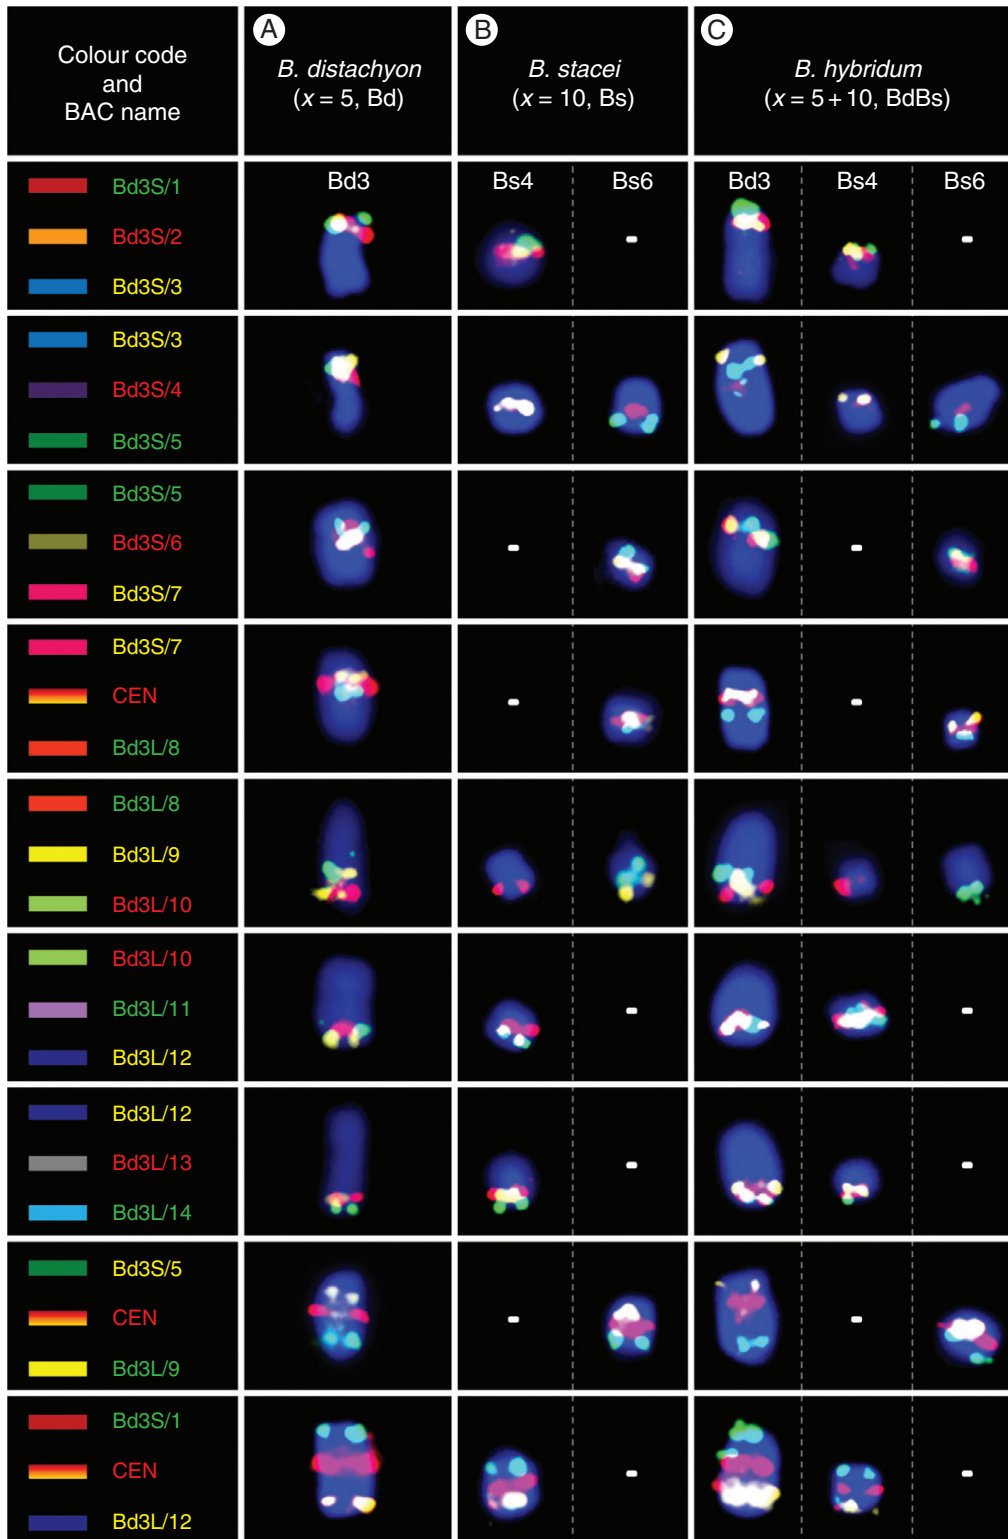 Colour code
and
BAC name
A
B. distachyon
(x = 5, Bd)
B
B. stacei
(x = 10, Bs)
C
B. hybridum
(x = 5 + 10, BdBs)
Bd3S/1
Bd3S/2
Bd3S/3
Bd3
Bs4
Bs6
-
Bd3
Bs4
Bs6
-
Bd3S/3
Bd3S/4
Bd3S/5
Bd3S/5
Bd3S/6
Bd3S/7
-
-
Bd3S/7
CEN
Bd3L/8
-
-
Bd3L/8
Bd3L/9
Bd3L/10
Bd3L/10
Bd3L/11
Bd3L/12
-
-
Bd3L/12
Bd3L/13
Bd3L/14
-
-
Bd3S/5
CEN
Bd3L/9
-
-
Bd3S/1
CEN
Bd3L/12
-
-